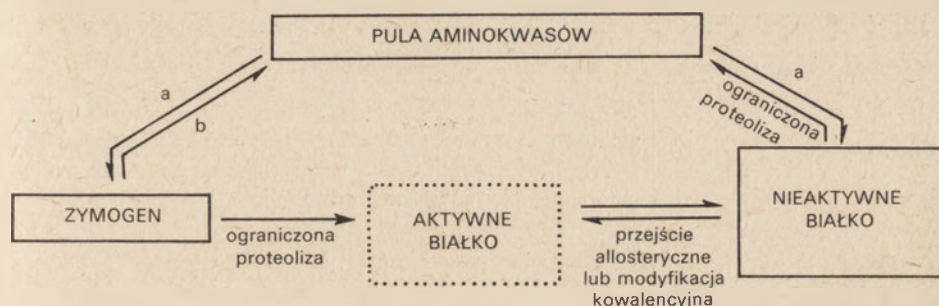 PULA AMINOKWASÓW
a
b
a
ograniczona
proteoliza
ZYMOGEN
ograniczona
proteoliza
AKTYWNE
BIAŁKO
przejście
allosteryczne
lub modyfikacja
kowalencyjna
NIEAKTYWNE
BIAŁKO